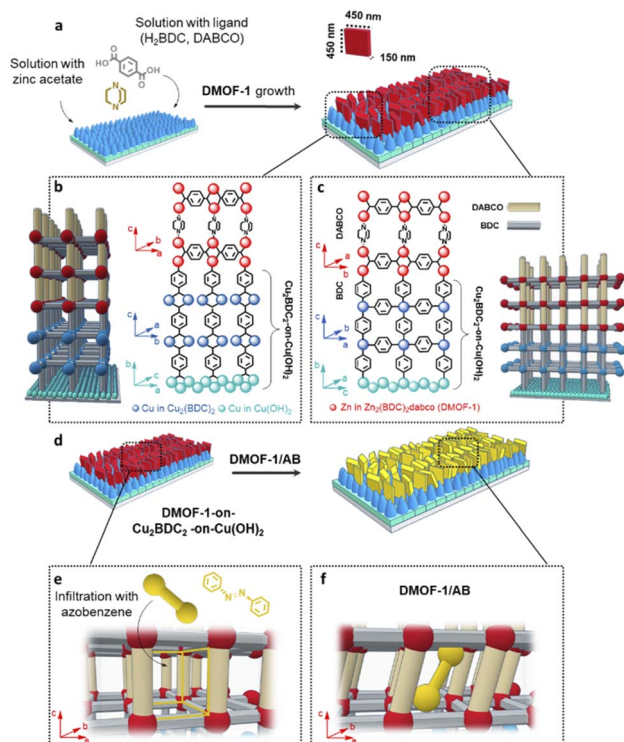 a
Solution with ligand
(H₂BDC, DABCO)
Solution with
zinc acetate
HO
O
O
OH
N
N
DMOF-1 growth
450 nm
450 nm
150 nm
b
c
b
a
c
b
a
c
a
b
b
c
a
N N N
N N N
Cu₂BDC₂-on-Cu(OH)₂
Cu in Cu₂(BDC)₂
Cu in Cu(OH)₂
c
DABCO
BDC
c
b
a
c
a
b
b
a
c
N N N
N N N
Cu₂BDC₂-on-Cu(OH)₂
Zn in Zn₂(BDC)₂dabco (DMOF-1)
DABCO
BDC
d
DMOF-1/AB
DMOF-1-on-
Cu₂BDC₂ -on-Cu(OH)₂
e
Infiltration with
azobenzene
N=N
c
b
a
f
DMOF-1/AB
c
b
a